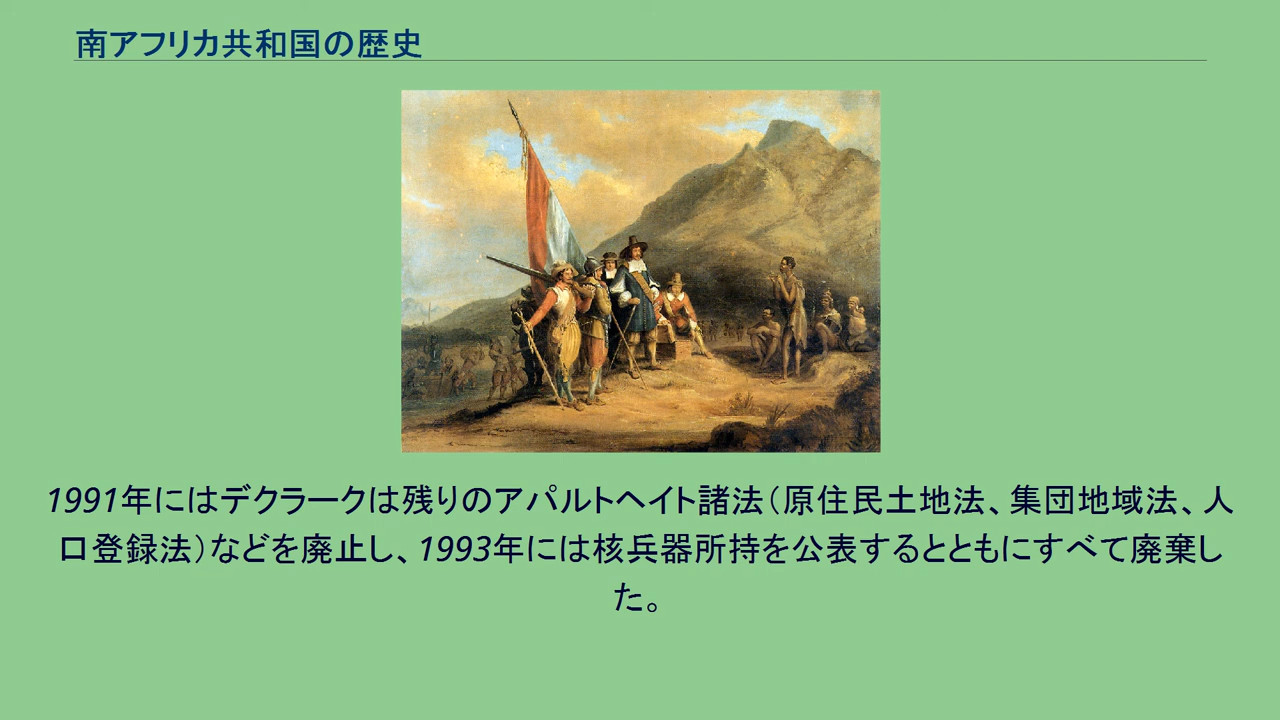 南アフリカ共和国の歴史
1991年にはデクラークは残りのアパルトヘイト諸法（原住民土地法、集団地域法、人
口登録法）などを廃止し、1993年には核兵器所持を公表するとともにすべて廃棄し
た。